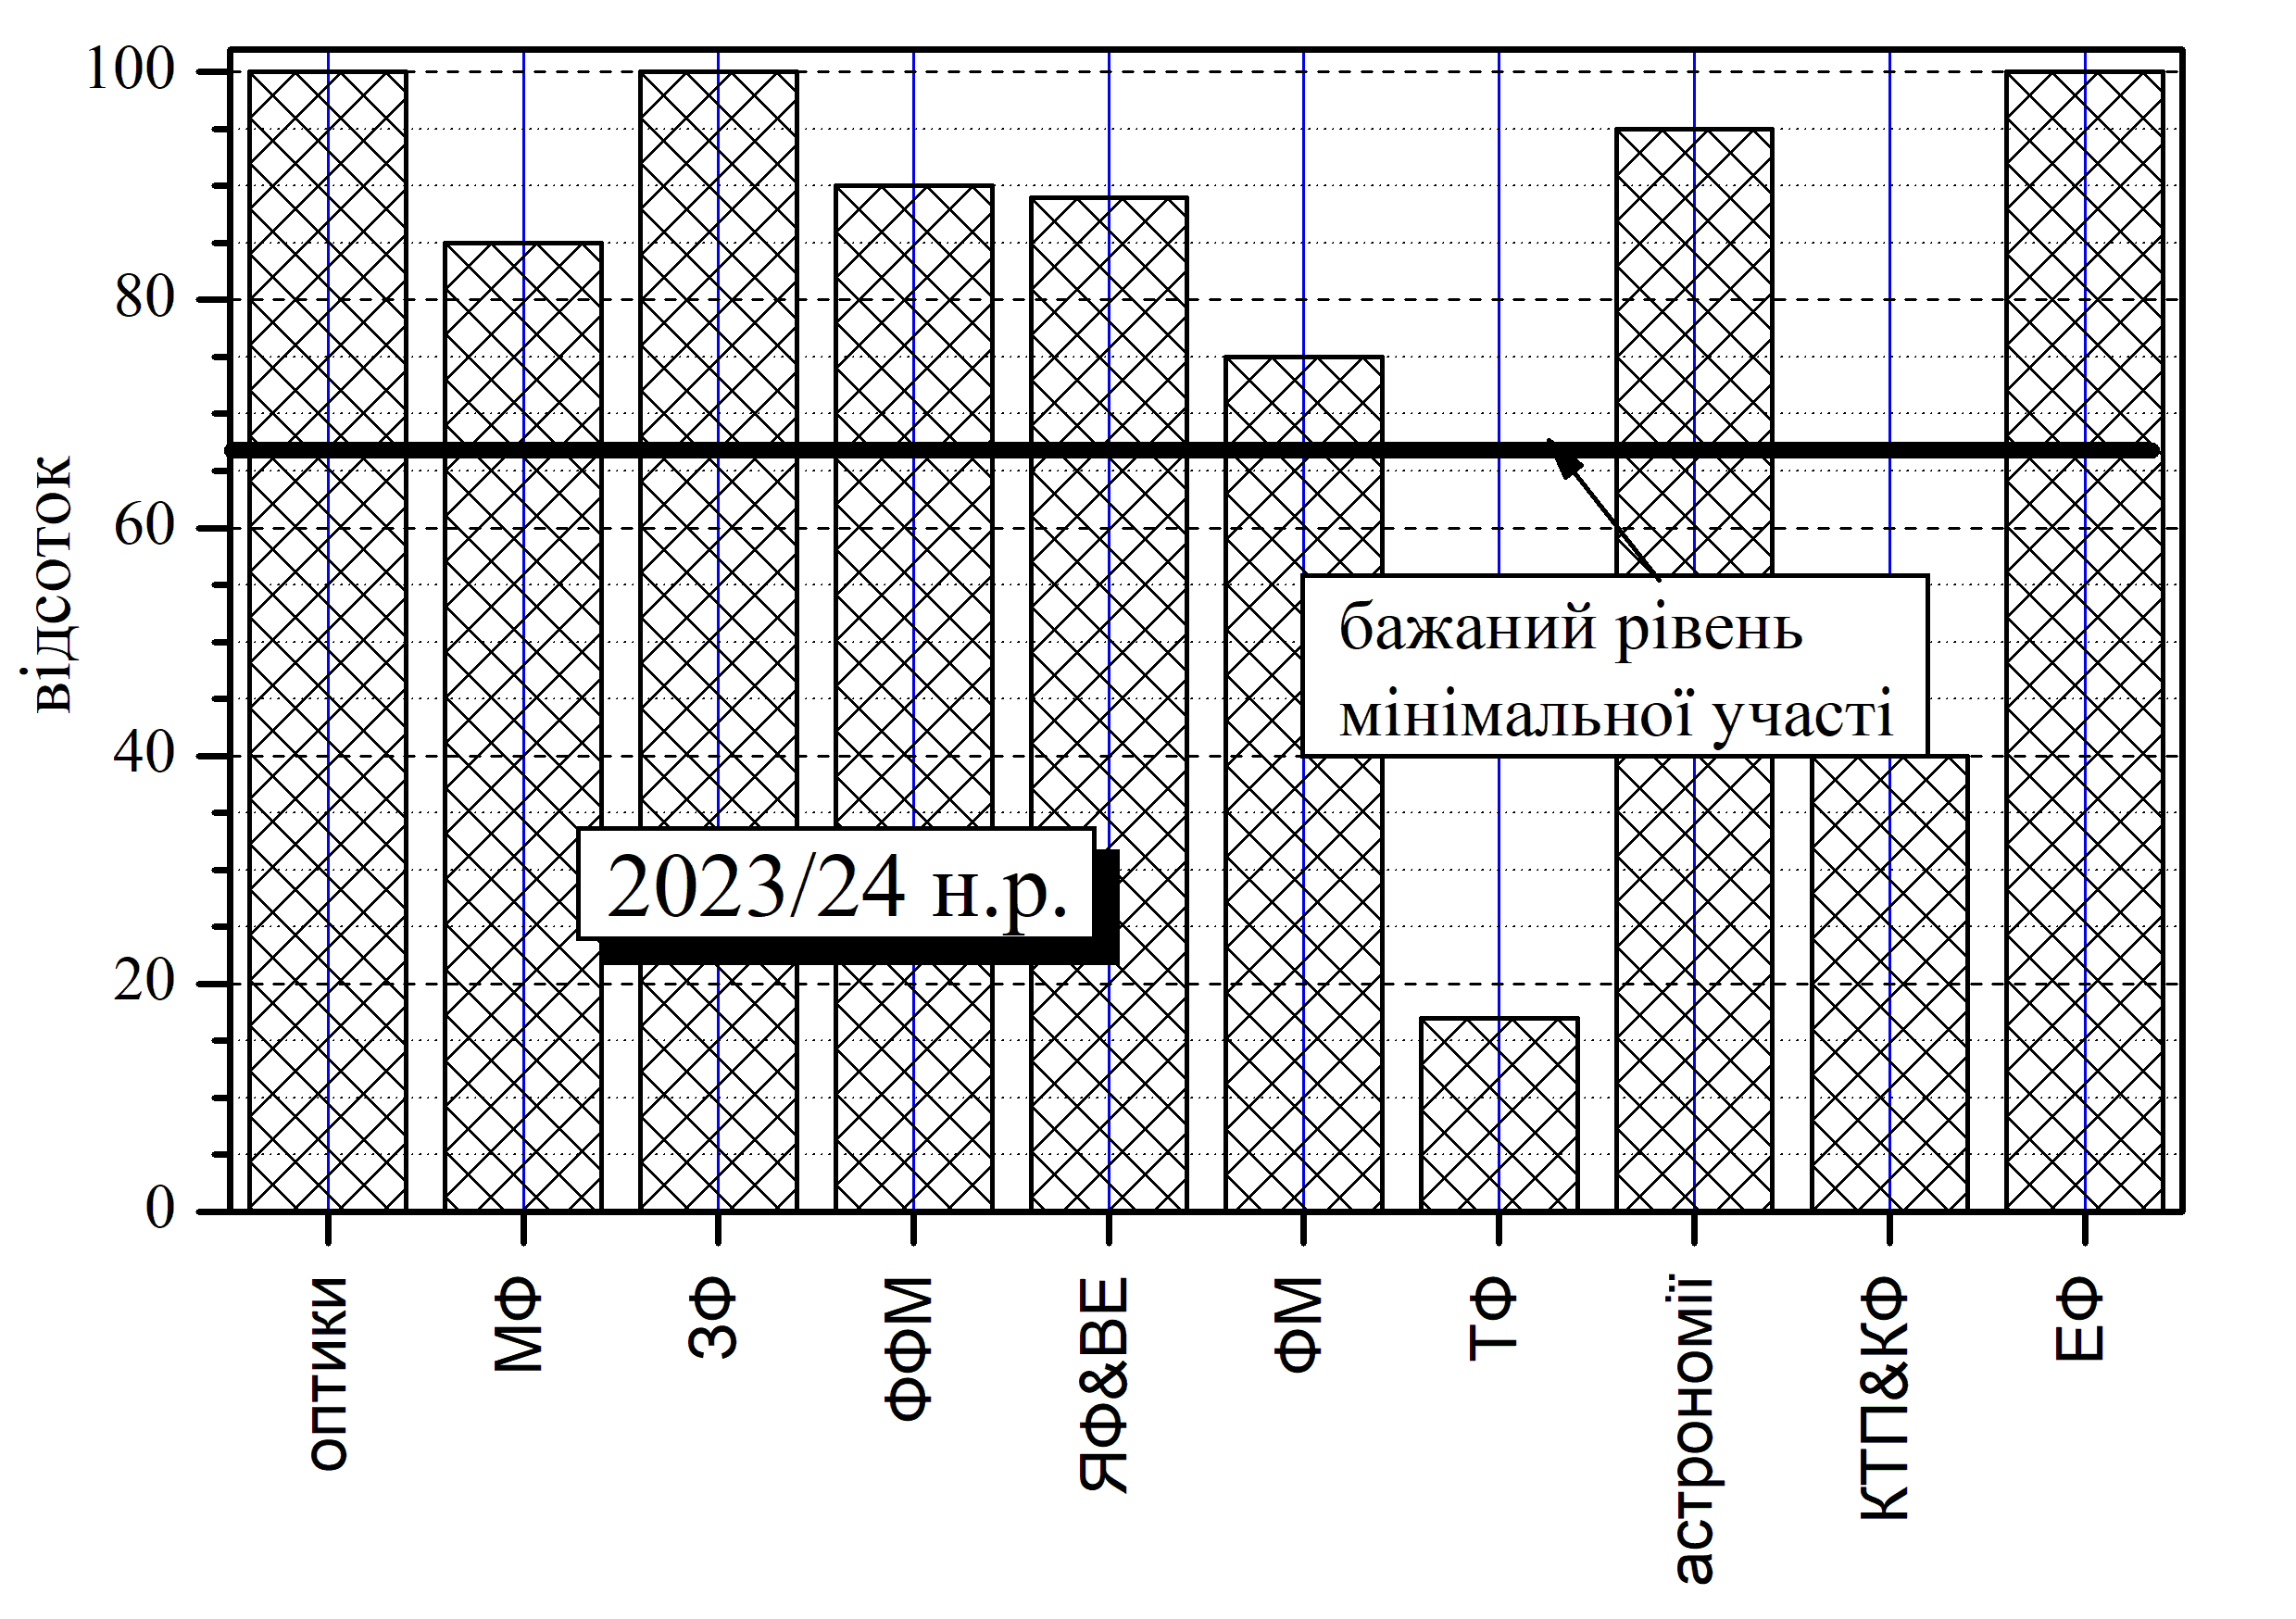 100
80
60
40
20
0
відсоток
бажаний рівень
мінімальної участі
2023/24 н.р.
оптики
МФ
ЗФ
ФФМ
ЯФ&ВЕ
ФМ
ТФ
астрономії
КТП&КФ
ЕФ